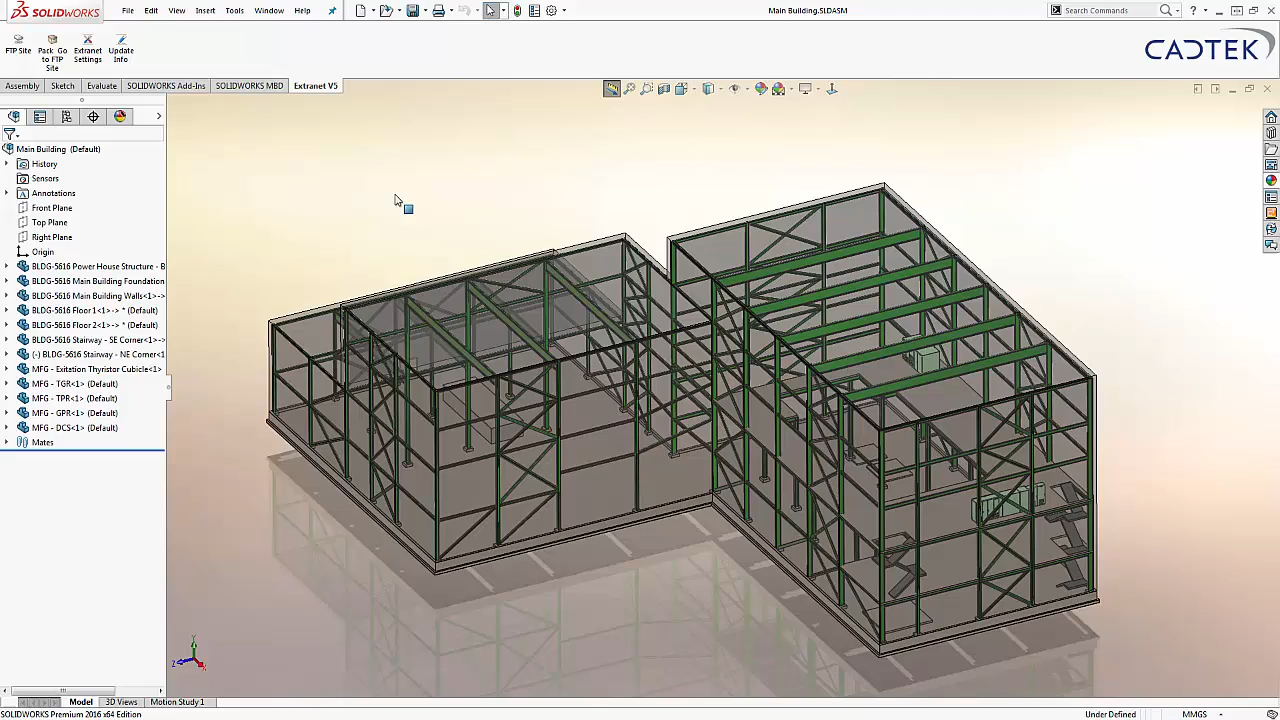 SOLIDWORKS File Edit View Insert Tools Window Help Main Building.SLDASM Search Commands
FTP Site
Pack Go to FTP Site
Extranet Settings
Update Info
CADTEK
Assembly Sketch Evaluate SOLIDWORKS Add-Ins SOLIDWORKS MBD Extranet V5
Main Building (Default)
History
Sensors
Annotations
Front Plane
Top Plane
Right Plane
Origin
BLDG-5616 Power House Structure - B
BLDG-5616 Main Building Foundation
BLDG-5616 Main Building Walls<1>->
BLDG-5616 Floor 1<1>-> * (Default)
BLDG-5616 Floor 2<1>-> * (Default)
BLDG-5616 Stairway - SE Corner<1
(-) BLDG-5616 Stairway - NE Corner<1
MFG - Exitation Thyristor Cubicle<1>
MFG - TGR<1> (Default)
MFG - TPR<1> (Default)
MFG - GPR<1> (Default)
MFG - DCS<1> (Default)
Mates
Y
Z
X
Model 3D Views Motion Study 1
SOLIDWORKS Premium 2016 x64 Edition Under Defined MMGS